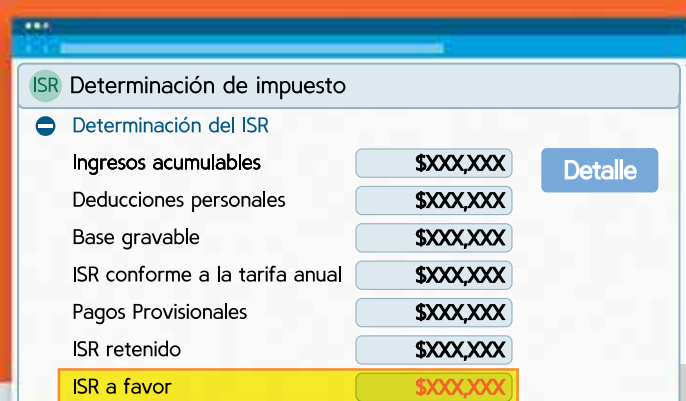 ISR Determinación de impuesto
Determinación del ISR
Ingresos acumulables $XXX,XXX Detalle
Deducciones personales $XXX,XXX
Base gravable $XXX,XXX
ISR conforme a la tarifa anual $XXX,XXX
Pagos Provisionales $XXX,XXX
ISR retenido $XXX,XXX
ISR a favor $XXX,XXX